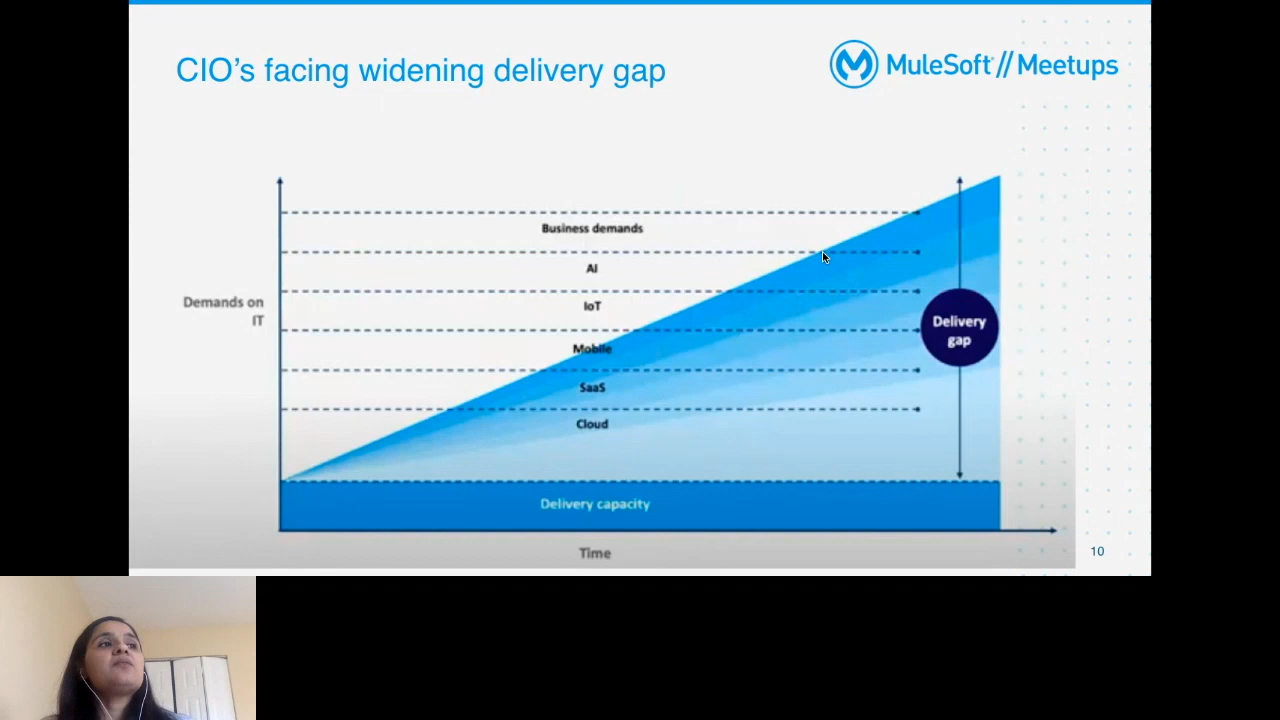 CIO’s facing widening delivery gap
MuleSoft // Meetups
Business demands
AI
IoT
Demands on
IT
Mobile
SaaS
Cloud
Delivery
gap
Delivery capacity
Time
10